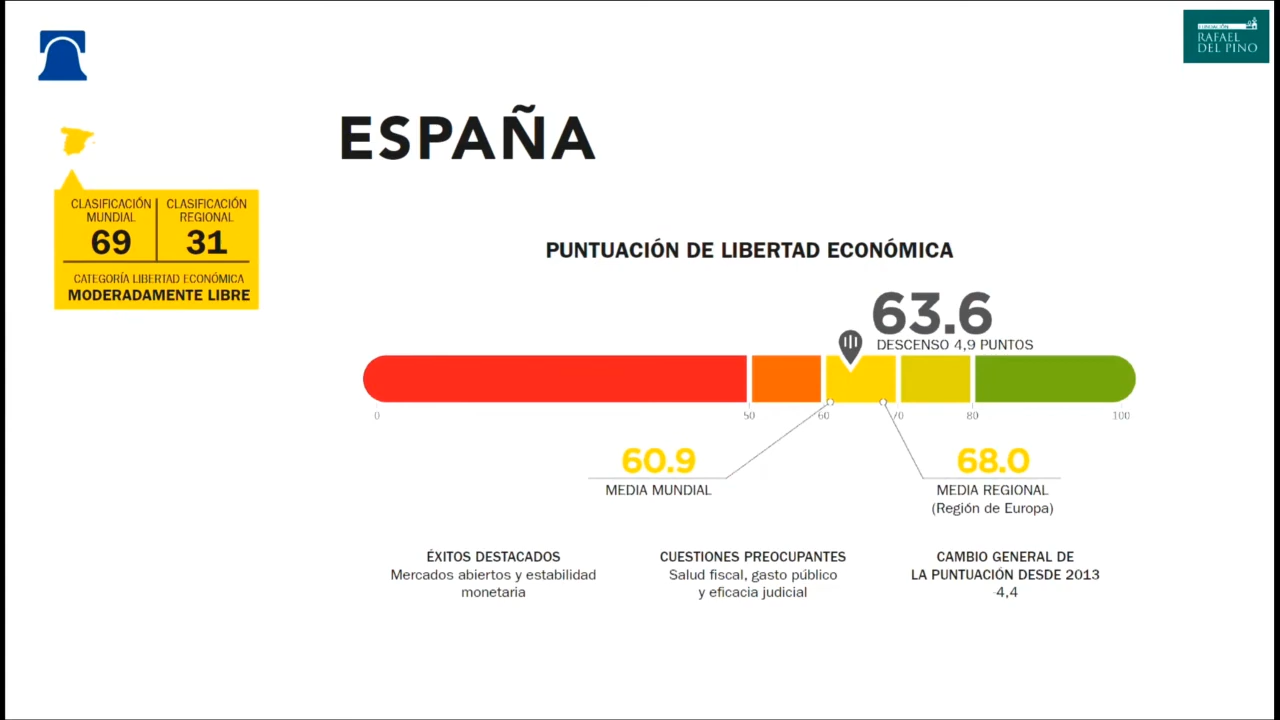 FUNDACIÓN
RAFAEL
DEL PINO
ESPAÑA
CLASIFICACIÓN
MUNDIAL
69
CLASIFICACIÓN
REGIONAL
31
CATEGORÍA LIBERTAD ECONÓMICA
MODERADAMENTE LIBRE
PUNTUACIÓN DE LIBERTAD ECONÓMICA
63.6
DESCENSO 4,9 PUNTOS
0 50 60 70 80 100
60.9
MEDIA MUNDIAL
68.0
MEDIA REGIONAL
(Región de Europa)
ÉXITOS DESTACADOS
Mercados abiertos y estabilidad
monetaria
CUESTIONES PREOCUPANTES
Salud fiscal, gasto público
y eficacia judicial
CAMBIO GENERAL DE
LA PUNTUACIÓN DESDE 2013
-4,4